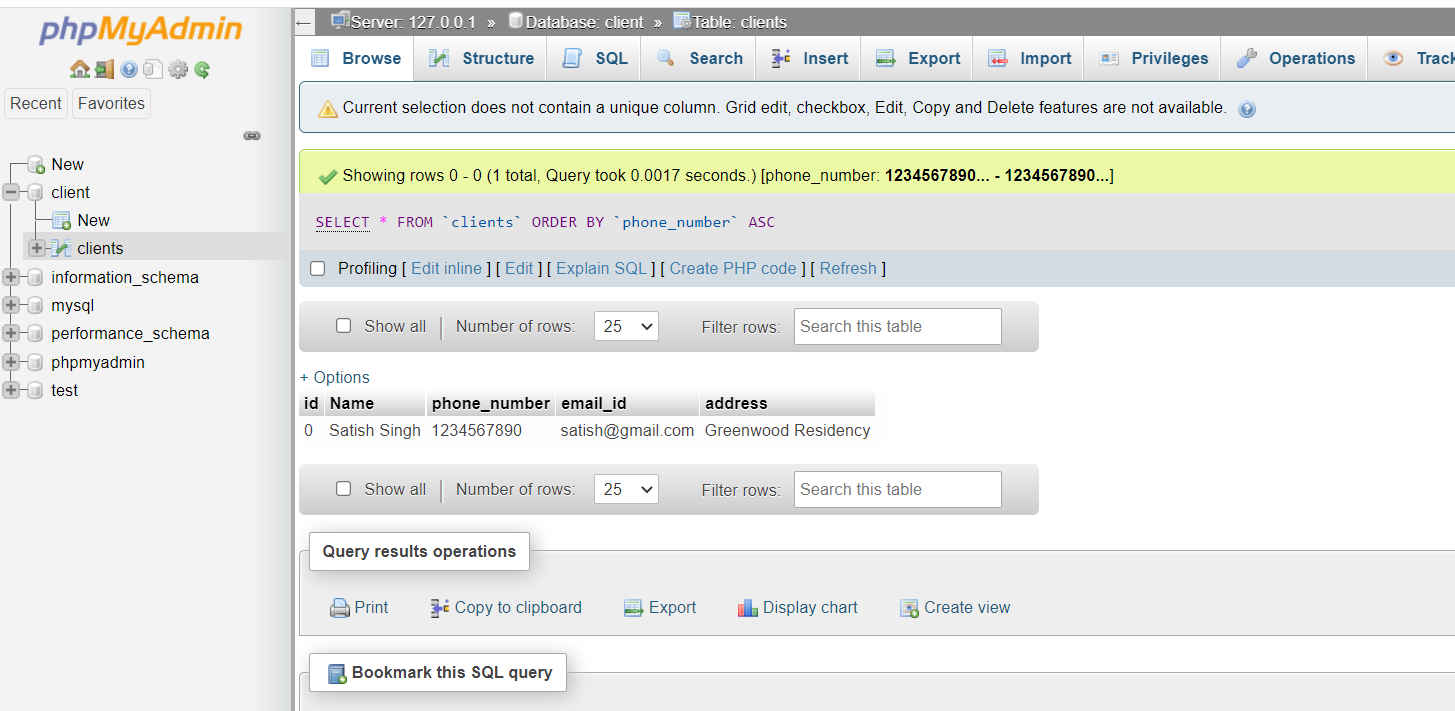 phpMyAdmin
Recent Favorites
New
client
New
clients
information_schema
mysql
performance_schema
phpmyadmin
test
Server: 127.0.0.1 » Database: client » Table: clients
Browse Structure SQL Search Insert Export Import Privileges Operations Track
Current selection does not contain a unique column. Grid edit, checkbox, Edit, Copy and Delete features are not available.
Showing rows 0 - 0 (1 total, Query took 0.0017 seconds.) [phone_number: 1234567890... - 1234567890...]
SELECT * FROM `clients` ORDER BY `phone_number` ASC
Profiling [ Edit inline ] [ Edit ] [ Explain SQL ] [ Create PHP code ] [ Refresh ]
Show all | Number of rows: 25 Filter rows: Search this table
+ Options
id Name phone_number email_id address
0 Satish Singh 1234567890 satish@gmail.com Greenwood Residency
Show all | Number of rows: 25 Filter rows: Search this table
Query results operations
Print Copy to clipboard Export Display chart Create view
Bookmark this SQL query